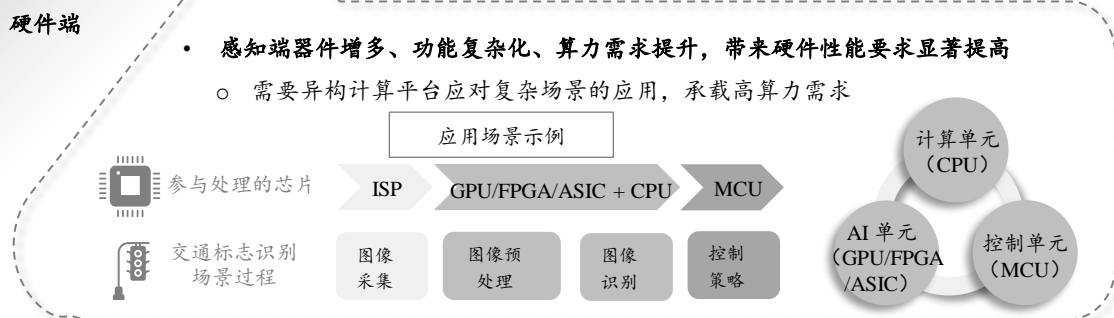 硬件端
• 感知端器件增多、功能复杂化、算力需求提升，带来硬件性能要求显著提高
o 需要异构计算平台应对复杂场景的应用，承载高算力需求
应用场景示例
参与处理的芯片
ISP
GPU/FPGA/ASIC + CPU
MCU
交通标志识别
场景过程
图像
采集
图像预
处理
图像
识别
控制
策略
计算单元
（CPU）
AI 单元
（GPU/FPGA
/ASIC）
控制单元
（MCU）